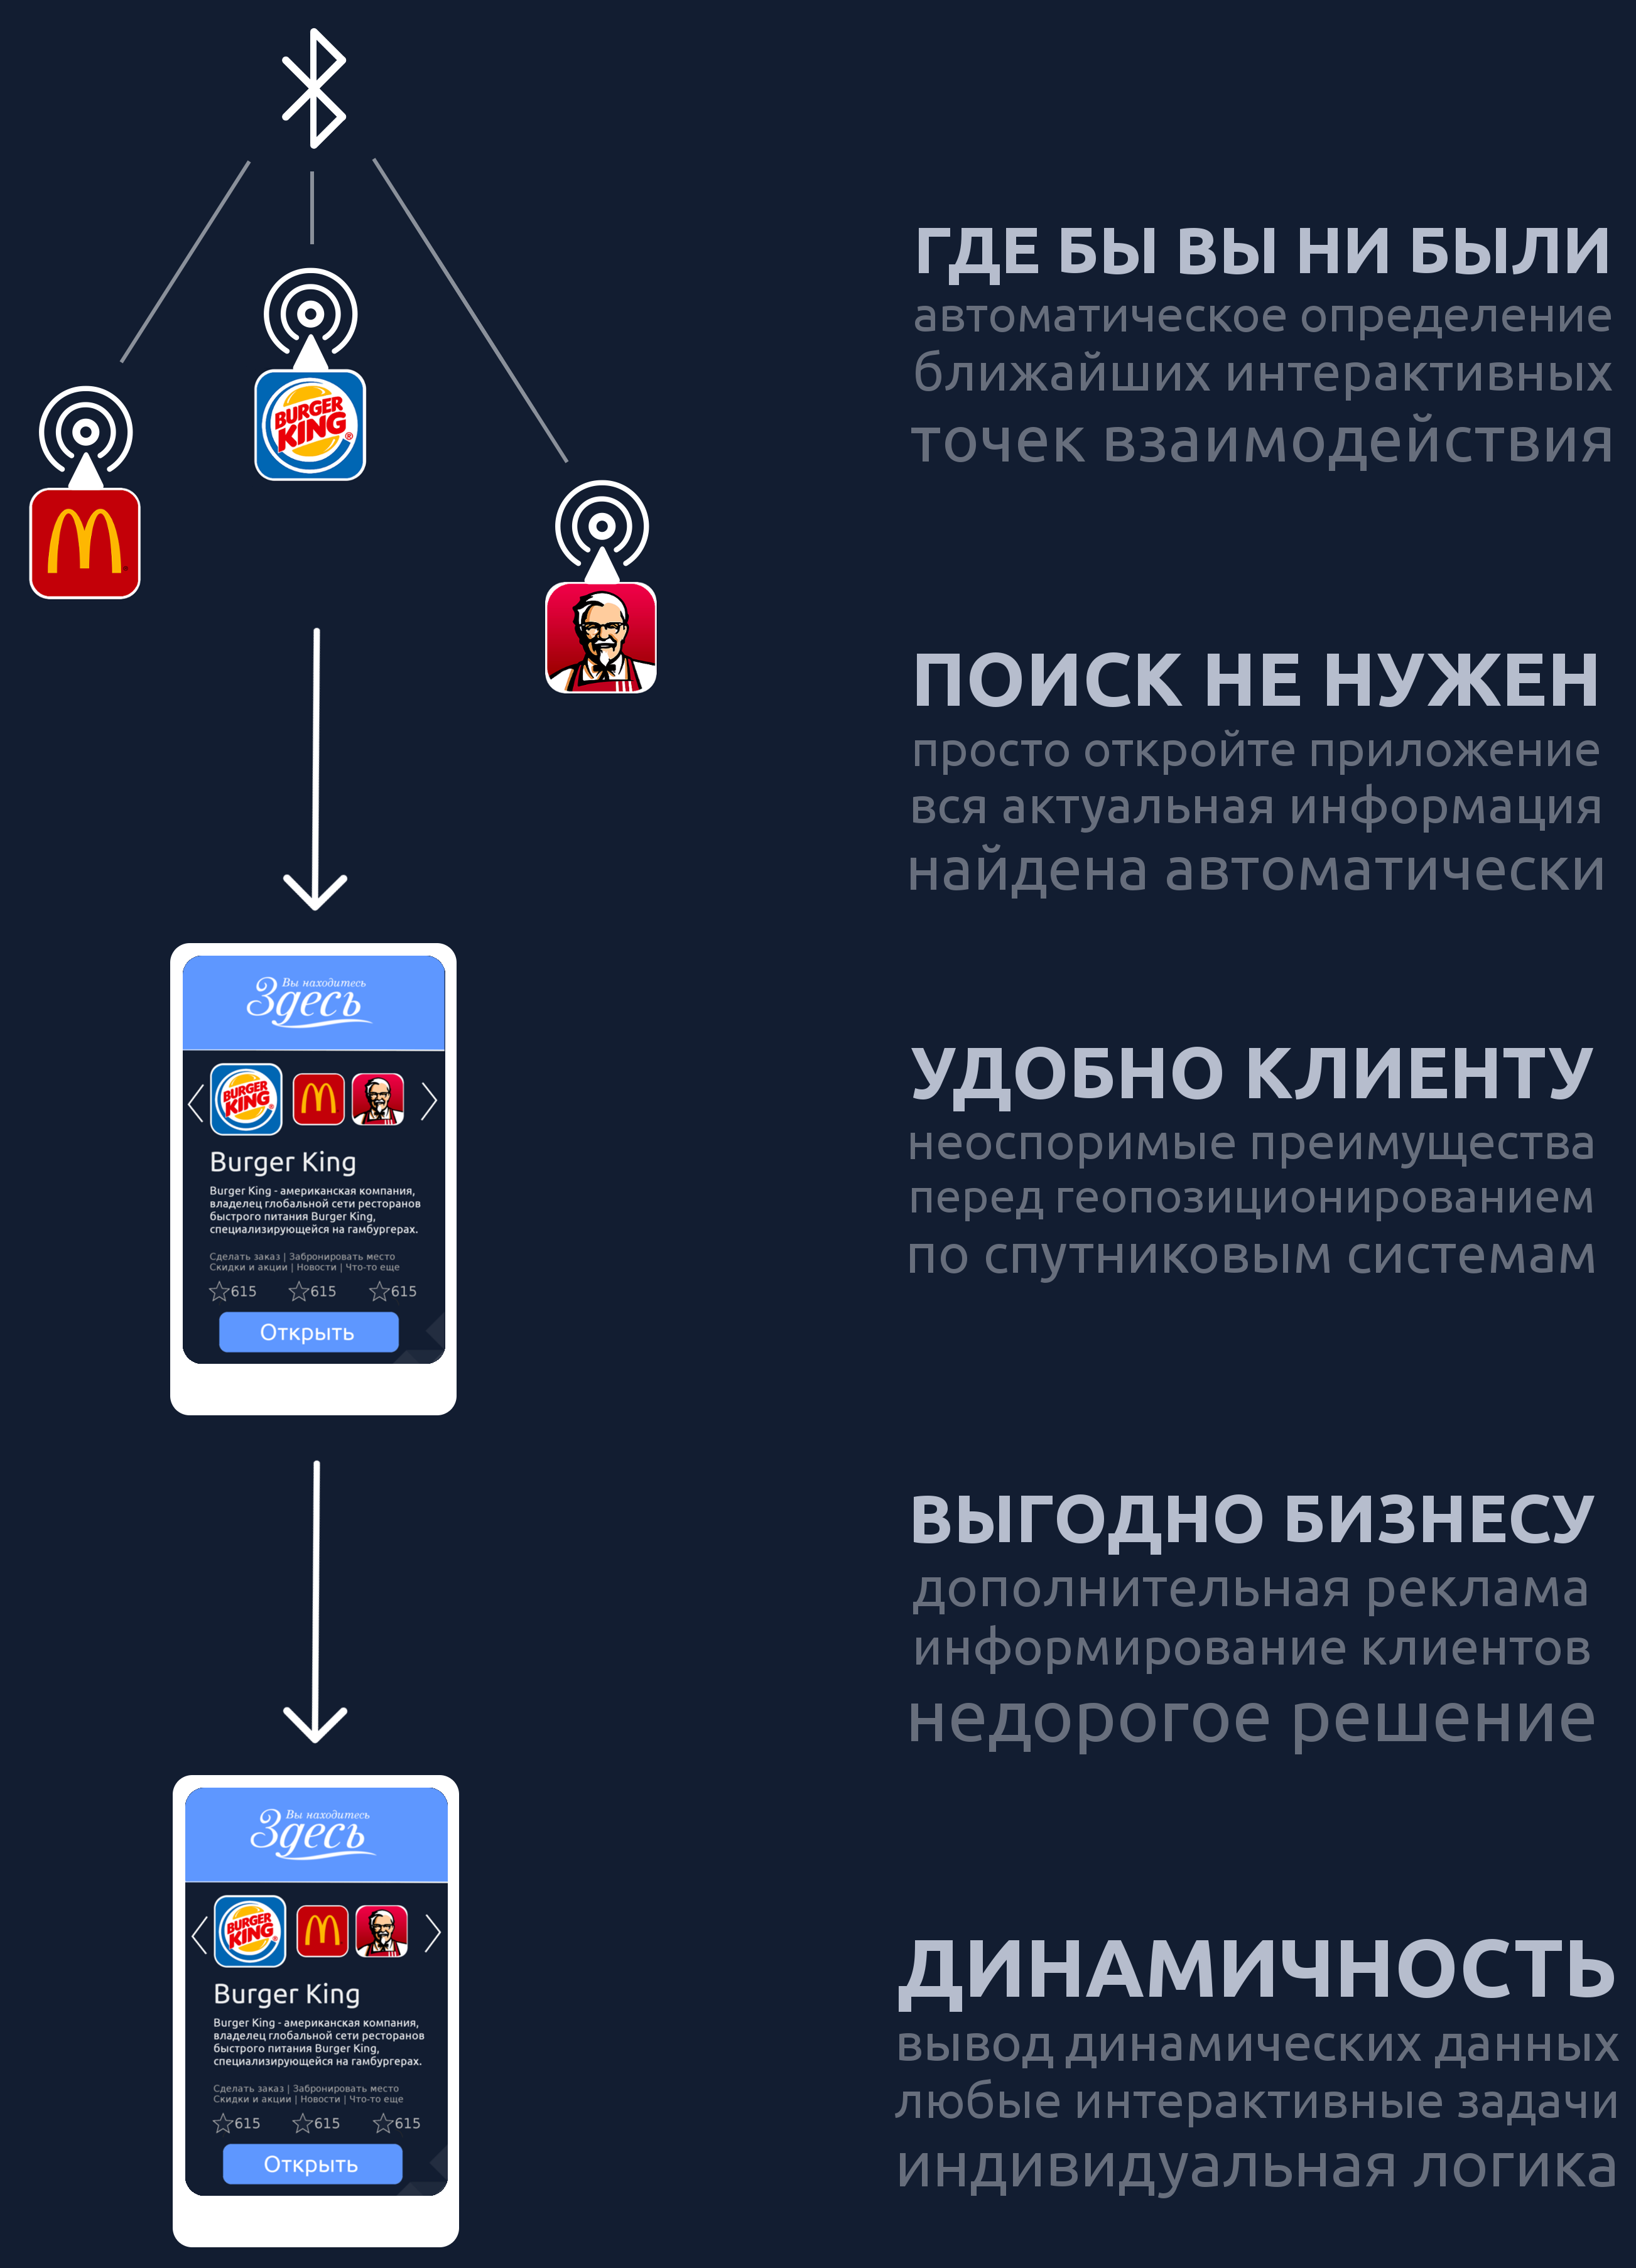 ГДЕ БЫ ВЫ НИ БЫЛИ
автоматическое определение
ближайших интерактивных
точек взаимодействия
BURGER
KING®
ПОИСК НЕ НУЖЕН
просто откройте приложение
вся актуальная информация
найдена автоматически
Вы находитесь
Здесь
BURGER
KING®
Burger King
Burger King - американская компания,
владелец глобальной сети ресторанов
быстрого питания Burger King,
специализирующейся на гамбургерах.
Сделать заказ | Забронировать место
Скидки и акции | Новости | Что-то еще
615 615 615
Открыть
УДОБНО КЛИЕНТУ
неоспоримые преимущества
перед геопозиционированием
по спутниковым системам
ВЫГОДНО БИЗНЕСУ
дополнительная реклама
информирование клиентов
недорогое решение
Вы находитесь
Здесь
BURGER
KING®
Burger King
Burger King - американская компания,
владелец глобальной сети ресторанов
быстрого питания Burger King,
специализирующейся на гамбургерах.
Сделать заказ | Забронировать место
Скидки и акции | Новости | Что-то еще
615 615 615
Открыть
ДИНАМИЧНОСТЬ
вывод динамических данных
любые интерактивные задачи
индивидуальная логика